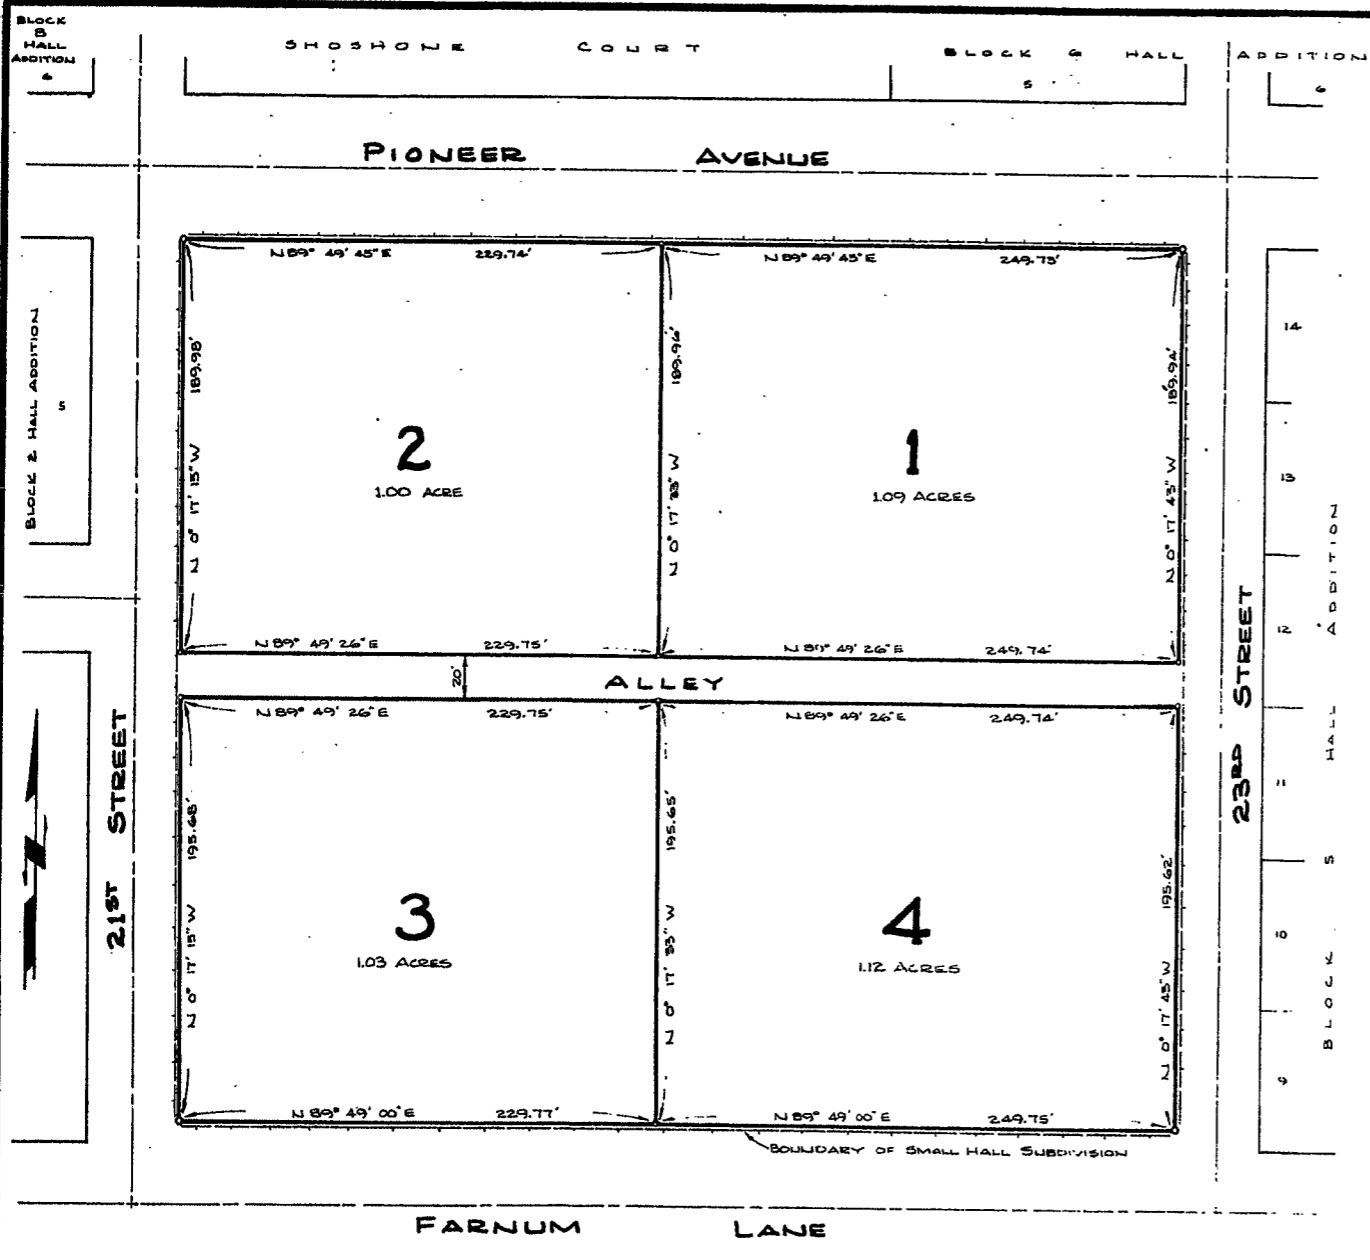 BLOCK
8
HALL
ADDITION
6
SHOSHONE COURT
BLOCK 6 HALL ADDITION
5
6
PIONEER AVENUE
N 89° 49' 45" E 229.74'
N 89° 49' 45" E 249.73'
BLOCK 2 HALL ADDITION
5
189.98'
N 0° 17' 15" W
2
1.00 ACRE
189.96'
N 0° 17' 33" W
1
1.09 ACRES
189.94'
N 0° 17' 43" W
14
13
12
11
10
9
BLOCK 5 HALL ADDITION
N 89° 49' 26" E 229.75'
N 89° 49' 26" E 249.74'
20'
ALLEY
N 89° 49' 26" E 229.75'
N 89° 49' 26" E 249.74'
21ST STREET
23RD STREET
195.68'
N 0° 17' 15" W
3
1.03 ACRES
195.65'
N 0° 17' 33" W
4
1.12 ACRES
195.62'
N 0° 17' 43" W
N
N 89° 49' 00" E 229.77'
N 89° 49' 00" E 249.75'
BOUNDARY OF SMALL HALL SUBDIVISION
FARNUM LANE